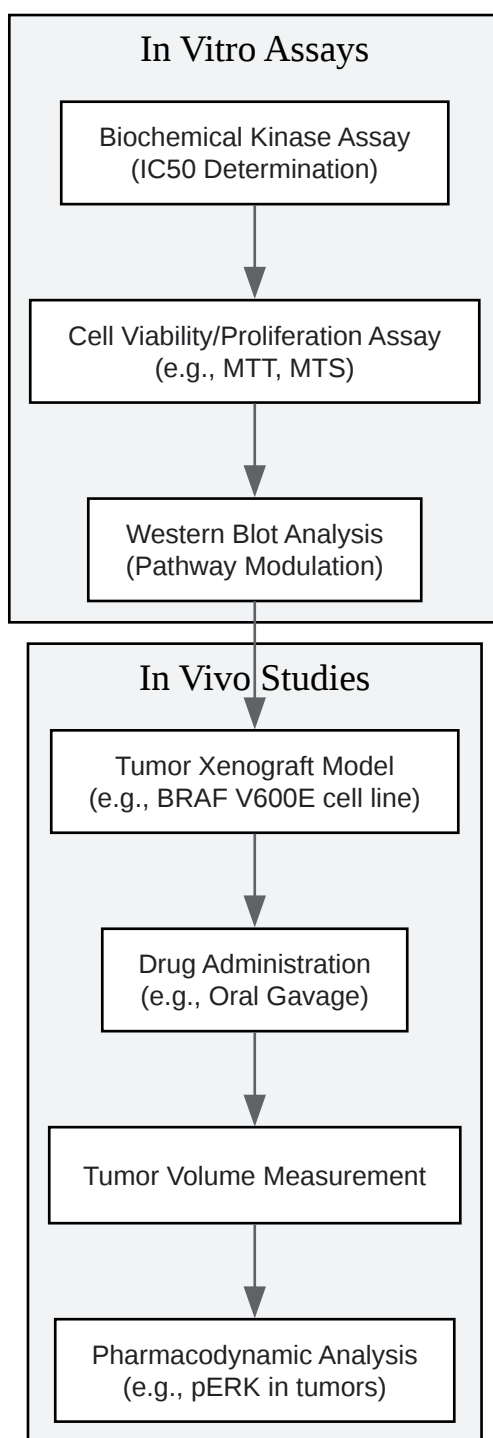 In Vitro Assays
Biochemical Kinase Assay
(IC50 Determination)
Cell Viability/Proliferation Assay
(e.g., MTT, MTS)
Western Blot Analysis
(Pathway Modulation)
In Vivo Studies
Tumor Xenograft Model
(e.g., BRAF V600E cell line)
Drug Administration
(e.g., Oral Gavage)
Tumor Volume Measurement
Pharmacodynamic Analysis
(e.g., pERK in tumors)